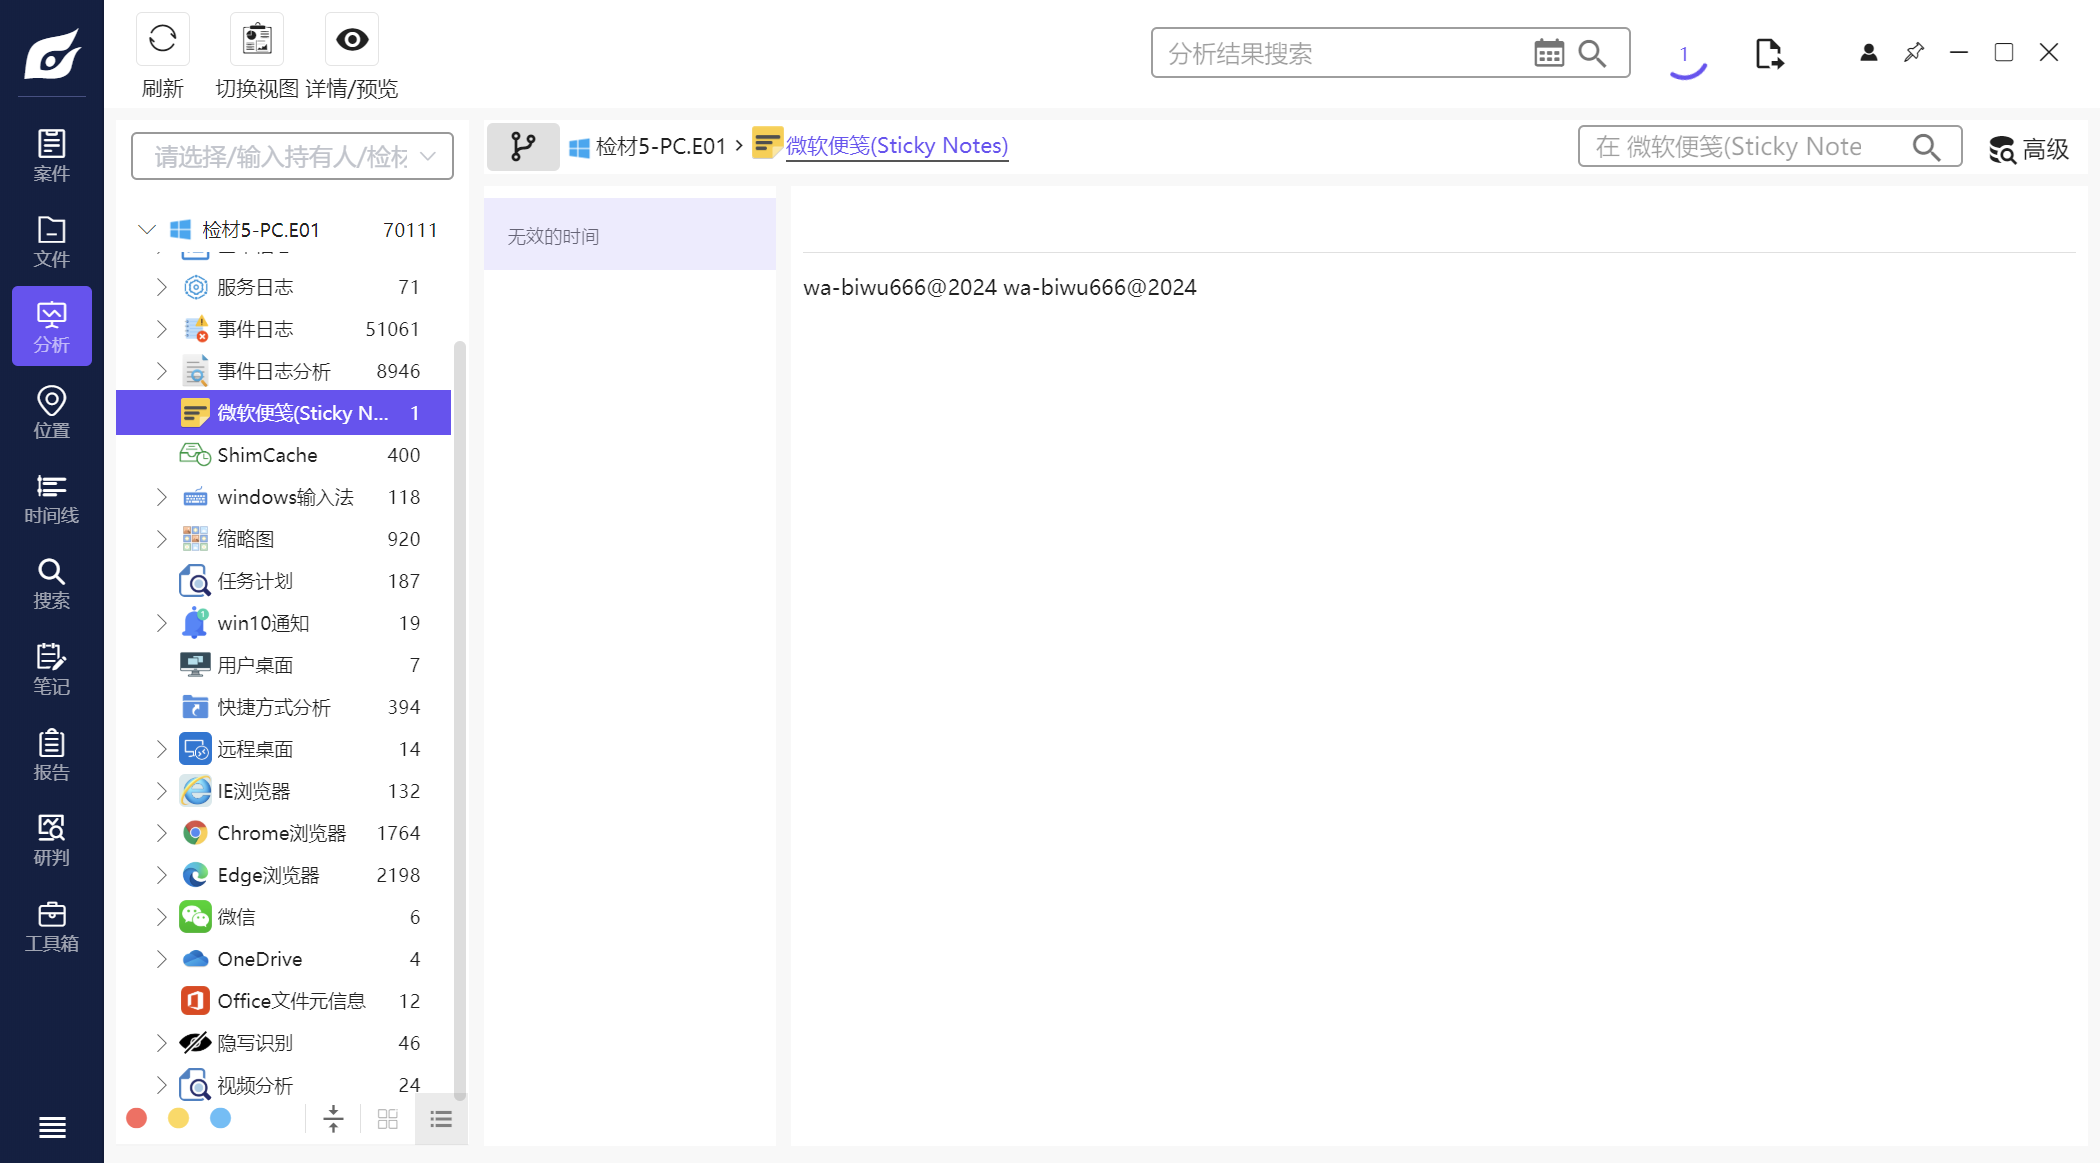 刷新
切换视图
详情/预览
分析结果搜索
1
案件
文件
分析
位置
时间线
搜索
笔记
报告
研判
工具箱
请选择/输入持有人/检材
检材5-PC.E01 70111
服务日志 71
事件日志 51061
事件日志分析 8946
微软便笺(Sticky N... 1
ShimCache 400
windows输入法 118
缩略图 920
任务计划 187
win10通知 19
用户桌面 7
快捷方式分析 394
远程桌面 14
IE浏览器 132
Chrome浏览器 1764
Edge浏览器 2198
微信 6
OneDrive 4
Office文件元信息 12
隐写识别 46
视频分析 24
检材5-PC.E01 › 微软便笺(Sticky Notes)
在 微软便笺(Sticky Note
高级
无效的时间
wa-biwu666@2024 wa-biwu666@2024